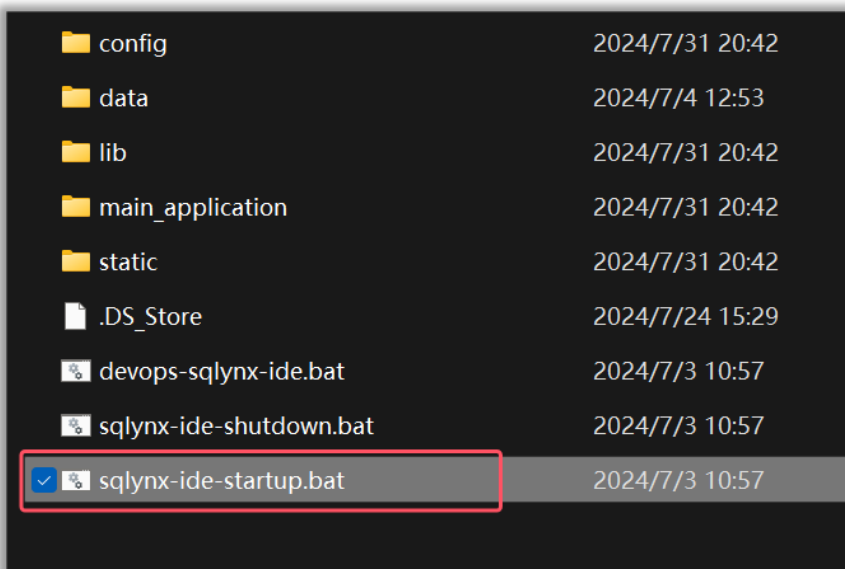 config 2024/7/31 20:42
data 2024/7/4 12:53
lib 2024/7/31 20:42
main_application 2024/7/31 20:42
static 2024/7/31 20:42
.DS_Store 2024/7/24 15:29
devops-sqlynx-ide.bat 2024/7/3 10:57
sqlynx-ide-shutdown.bat 2024/7/3 10:57
sqlynx-ide-startup.bat 2024/7/3 10:57